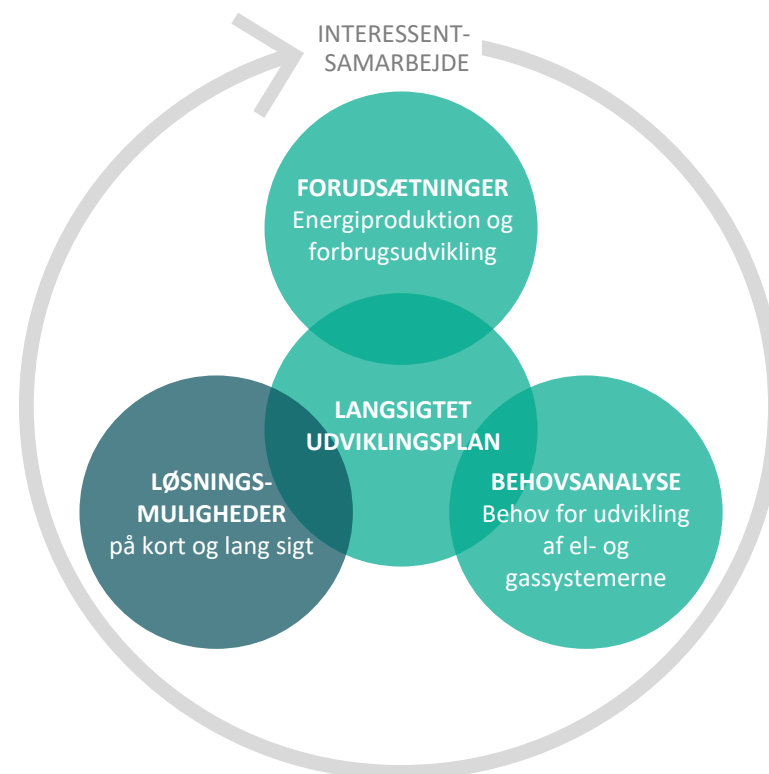 INTERESSENT-
SAMARBEJDE
FORUDSÆTNINGER
Energiproduktion og
forbrugsudvikling
LANGSIGTET
UDVIKLINGSPLAN
LØSNINGS-
MULIGHEDER
på kort og lang sigt
BEHOVSANALYSE
Behov for udvikling
af el- og
gassystemerne